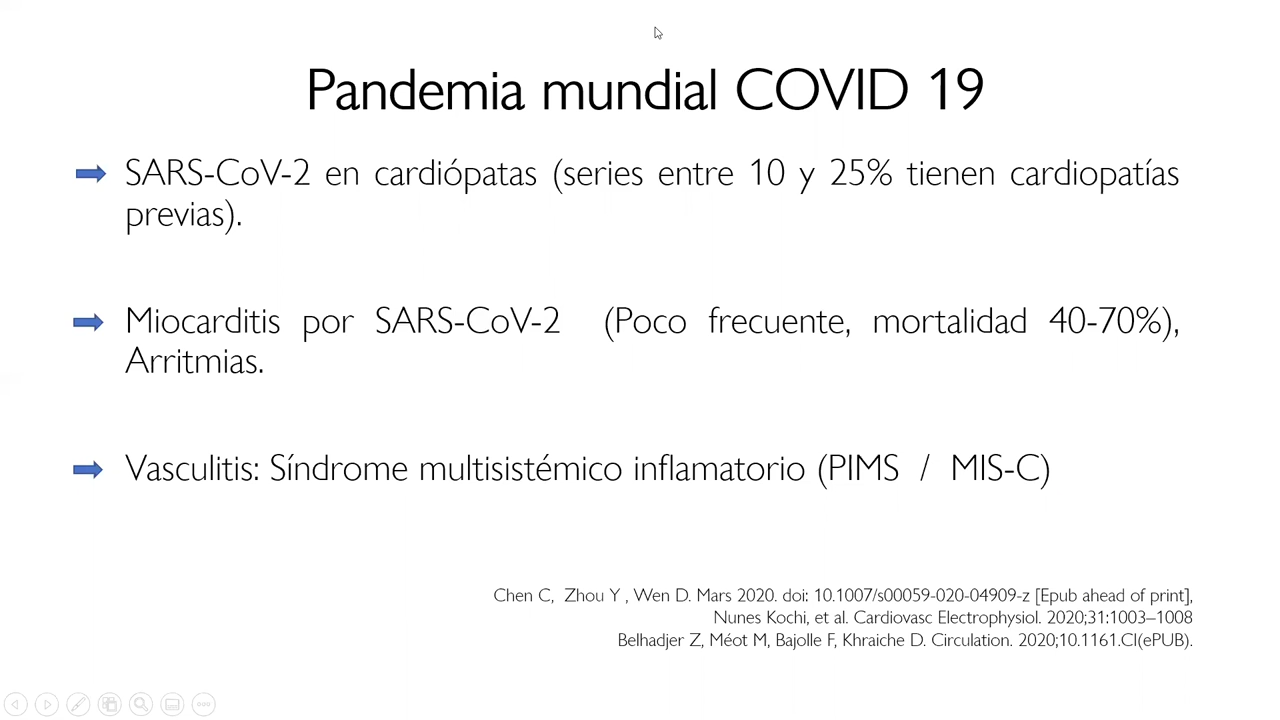 Pandemia mundial COVID 19
SARS-CoV-2 en cardiópatas (series entre 10 y 25% tienen cardiopatías
previas).
Miocarditis por SARS-CoV-2 (Poco frecuente, mortalidad 40-70%),
Arritmias.
Vasculitis: Síndrome multisistémico inflamatorio (PIMS / MIS-C)
Chen C, Zhou Y , Wen D. Mars 2020. doi: 10.1007/s00059-020-04909-z [Epub ahead of print],
Nunes Kochi, et al. Cardiovasc Electrophysiol. 2020;31:1003–1008
Belhadjer Z, Méot M, Bajolle F, Khraiche D. Circulation. 2020;10.1161.CI(ePUB).